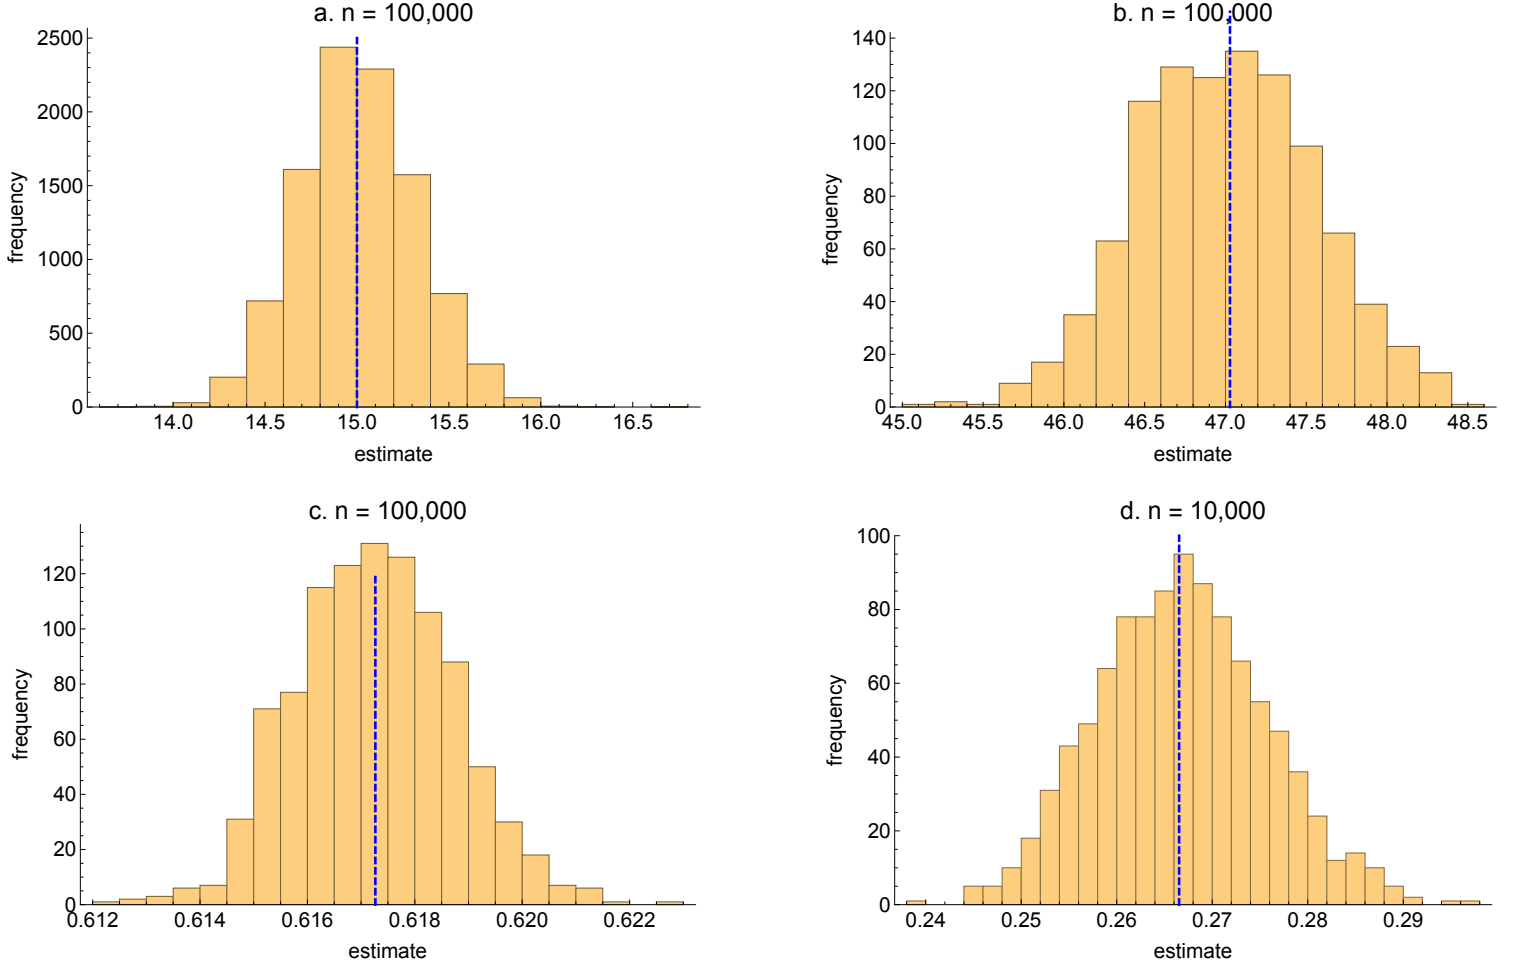 a. n = 100,000
2500
2000
1500
1000
500
0
frequency
14.0 14.5 15.0 15.5 16.0 16.5
estimate
b. n = 100,000
140
120
100
80
60
40
20
0
frequency
45.0 45.5 46.0 46.5 47.0 47.5 48.0 48.5
estimate
c. n = 100,000
120
100
80
60
40
20
0
frequency
0.612 0.614 0.616 0.618 0.620 0.622
estimate
d. n = 10,000
100
80
60
40
20
0
frequency
0.24 0.25 0.26 0.27 0.28 0.29
estimate